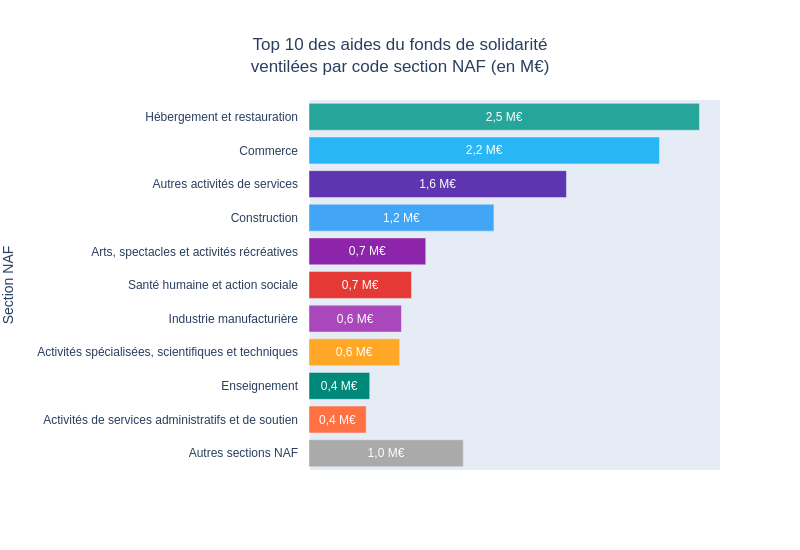 Top 10 des aides du fonds de solidarité
ventilées par code section NAF (en M€)
Section NAF
Hébergement et restauration 2,5 M€
Commerce 2,2 M€
Autres activités de services 1,6 M€
Construction 1,2 M€
Arts, spectacles et activités récréatives 0,7 M€
Santé humaine et action sociale 0,7 M€
Industrie manufacturière 0,6 M€
Activités spécialisées, scientifiques et techniques 0,6 M€
Enseignement 0,4 M€
Activités de services administratifs et de soutien 0,4 M€
Autres sections NAF 1,0 M€